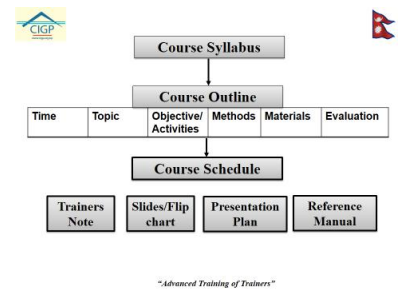 CIGP
Course Syllabus
Course Outline
Time Topic Objective/ Methods Materials Evaluation
Activities
Course Schedule
Trainers Slides/Flip Presentation Reference
Note chart Plan Manual
“Advanced Training of Trainers”